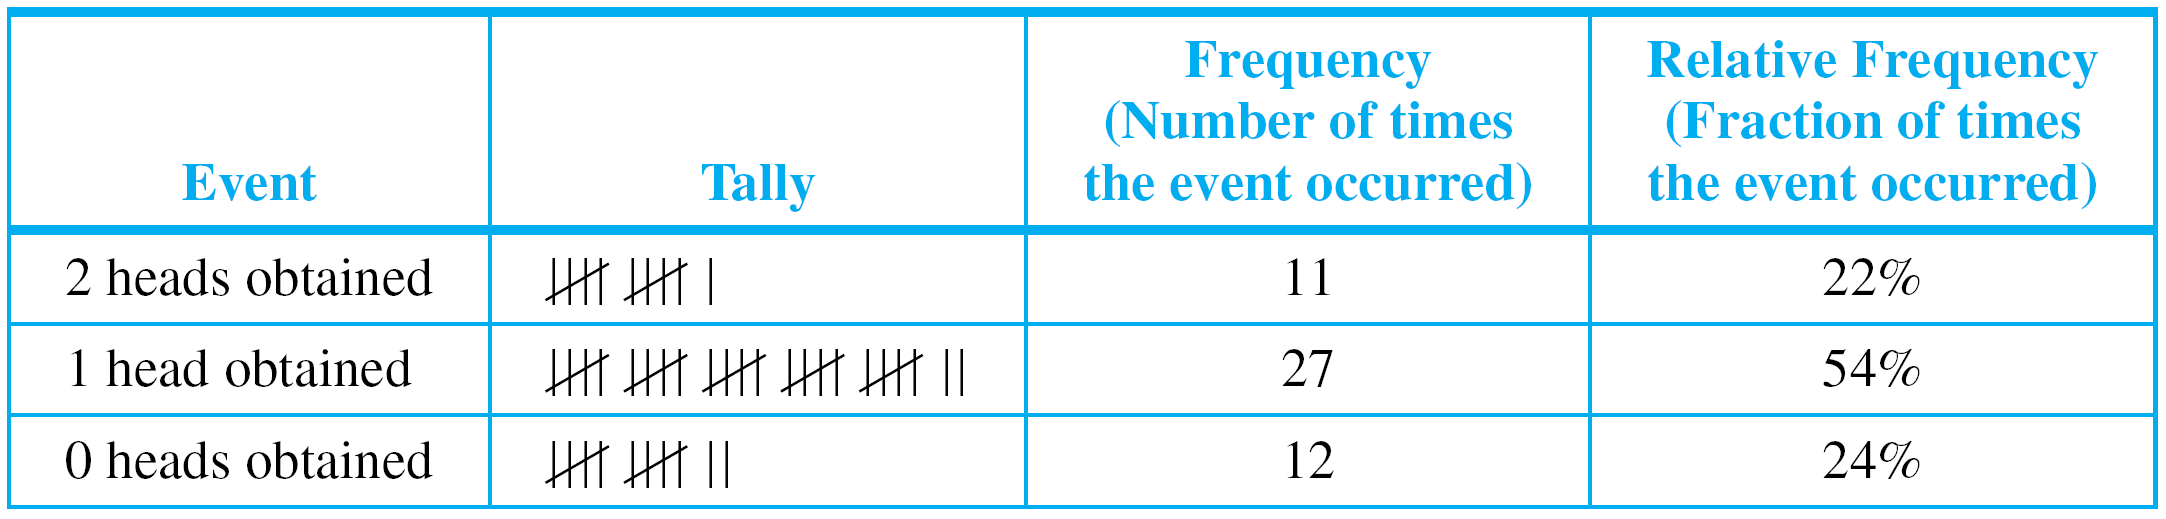 Event
Tally
Frequency
(Number of times
the event occurred)
Relative Frequency
(Fraction of times
the event occurred)
2 heads obtained
11
22%
1 head obtained
27
54%
0 heads obtained
12
24%